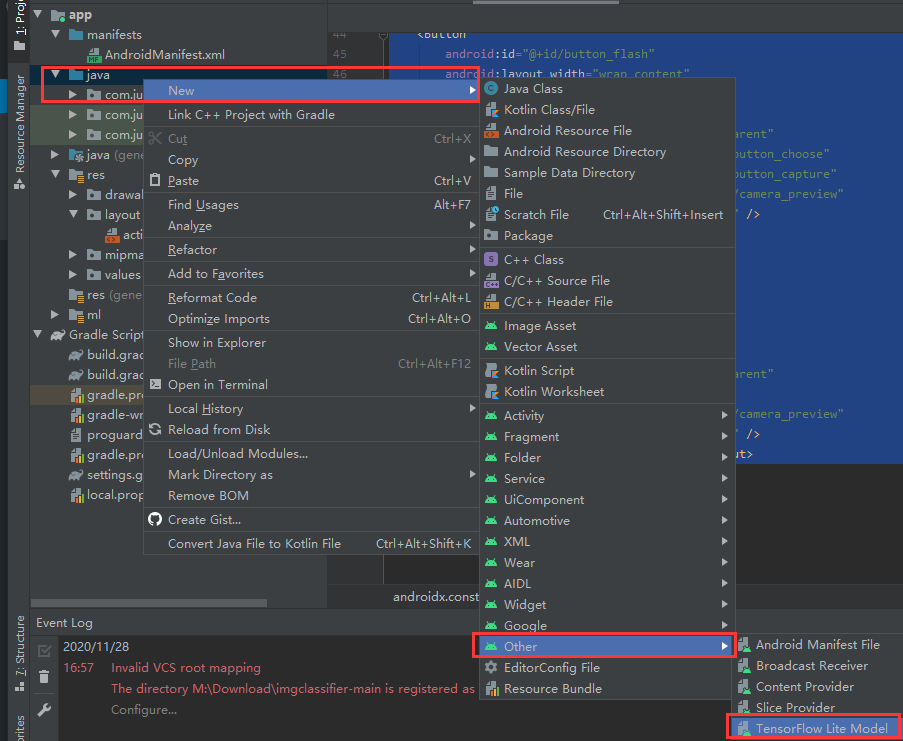 1: Proj
Resource Manager
7: Structure
orites
app
manifests
AndroidManifest.xml
java
com.ju
com.ju
com.ju
java (gene
res
drawal
layout
acti
mipma
values
res (gene
ml
Gradle Script
build.grad
build.grad
gradle.pro
gradle-wr
proguard
gradle.pro
settings.g
local.prop
New
Link C++ Project with Gradle
Cut Ctrl+X
Copy
Paste Ctrl+V
Find Usages Alt+F7
Analyze
Refactor
Add to Favorites
Reformat Code Ctrl+Alt+L
Optimize Imports Ctrl+Alt+O
Show in Explorer
File Path Ctrl+Alt+F12
Open in Terminal
Local History
Reload from Disk
Load/Unload Modules...
Mark Directory as
Remove BOM
Create Gist...
Convert Java File to Kotlin File Ctrl+Alt+Shift+K
44 <Button
45 android:id="@+id/button_flash"
46 android:layout_width="wrap_content"
arent"
button_choose"
button_capture"
/camera_preview"
" />
arent"
/camera_preview"
" />
ut>
Java Class
Kotlin Class/File
Android Resource File
Android Resource Directory
Sample Data Directory
File
Scratch File Ctrl+Alt+Shift+Insert
Package
C++ Class
C/C++ Source File
C/C++ Header File
Image Asset
Vector Asset
Kotlin Script
Kotlin Worksheet
Activity
Fragment
Folder
Service
UiComponent
Automotive
XML
Wear
AIDL
Widget
Google
Other
EditorConfig File
Resource Bundle
Android Manifest File
Broadcast Receiver
Content Provider
Slice Provider
TensorFlow Lite Model
androidx.const
Event Log
2020/11/28
16:57 Invalid VCS root mapping
The directory M:\Download\imgclassifier-main is registered as
Configure...